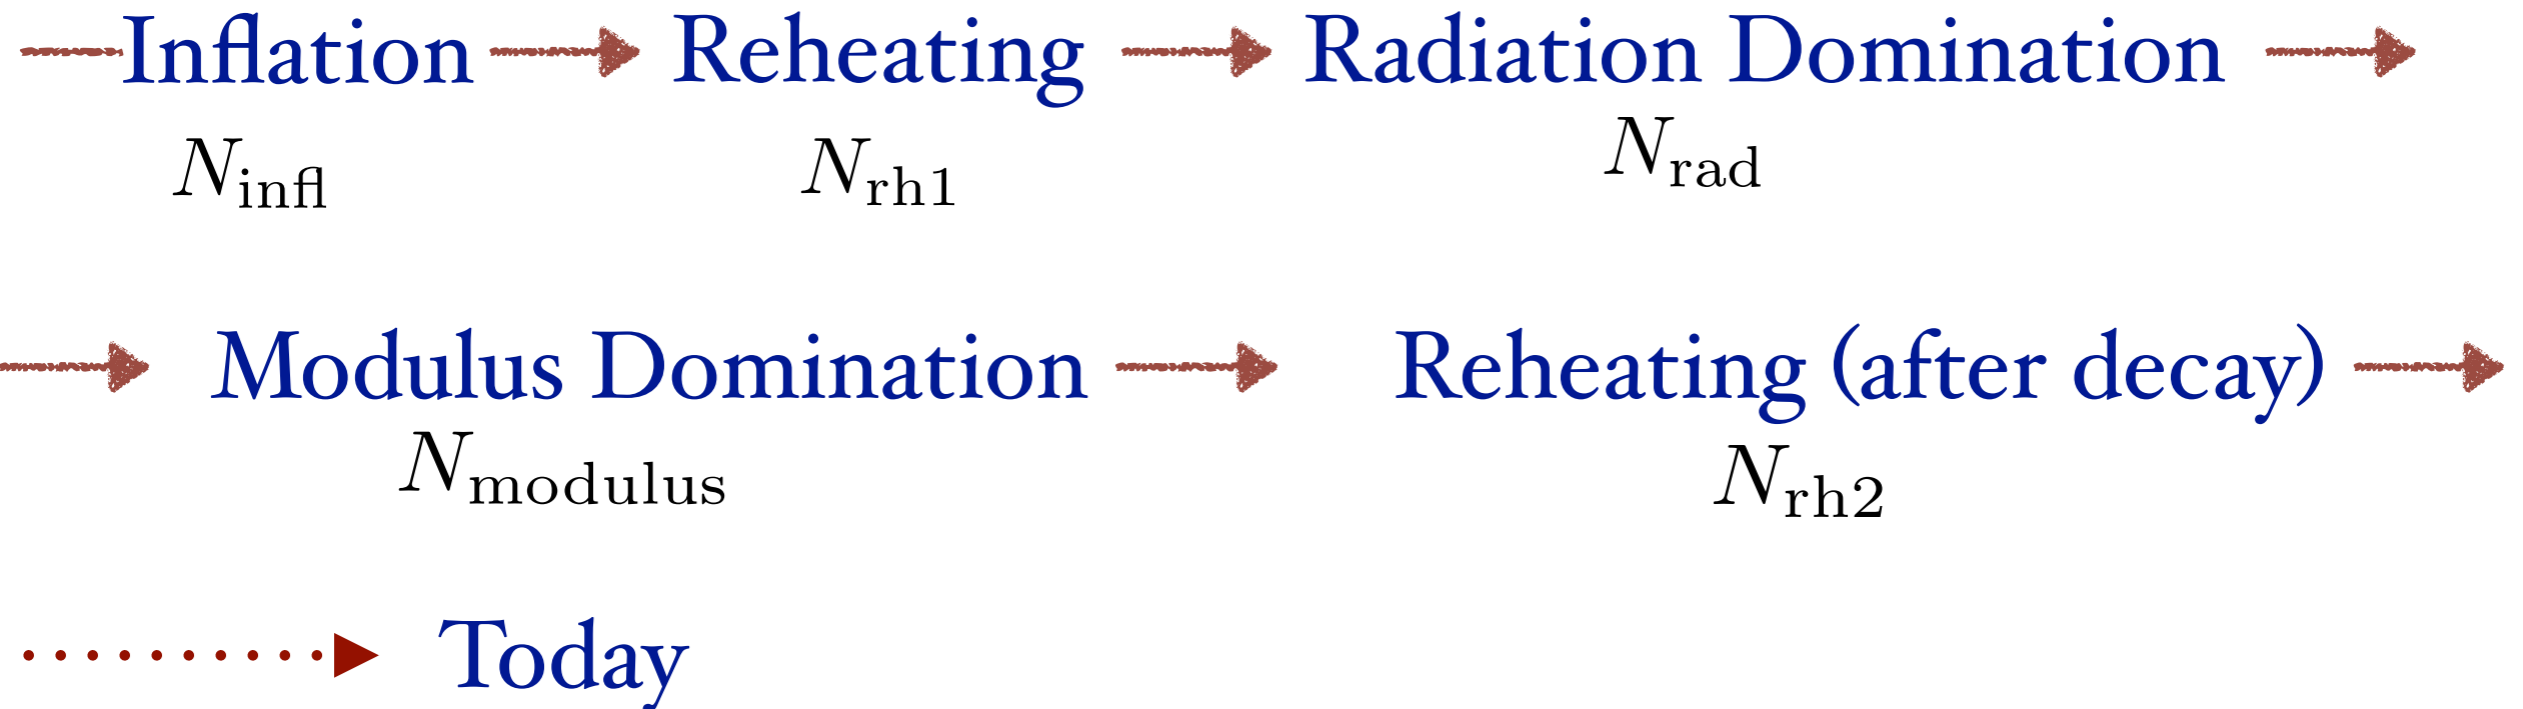 Inflation Reheating Radiation Domination
N_infl N_rh1 N_rad
Modulus Domination Reheating (after decay)
N_modulus N_rh2
Today